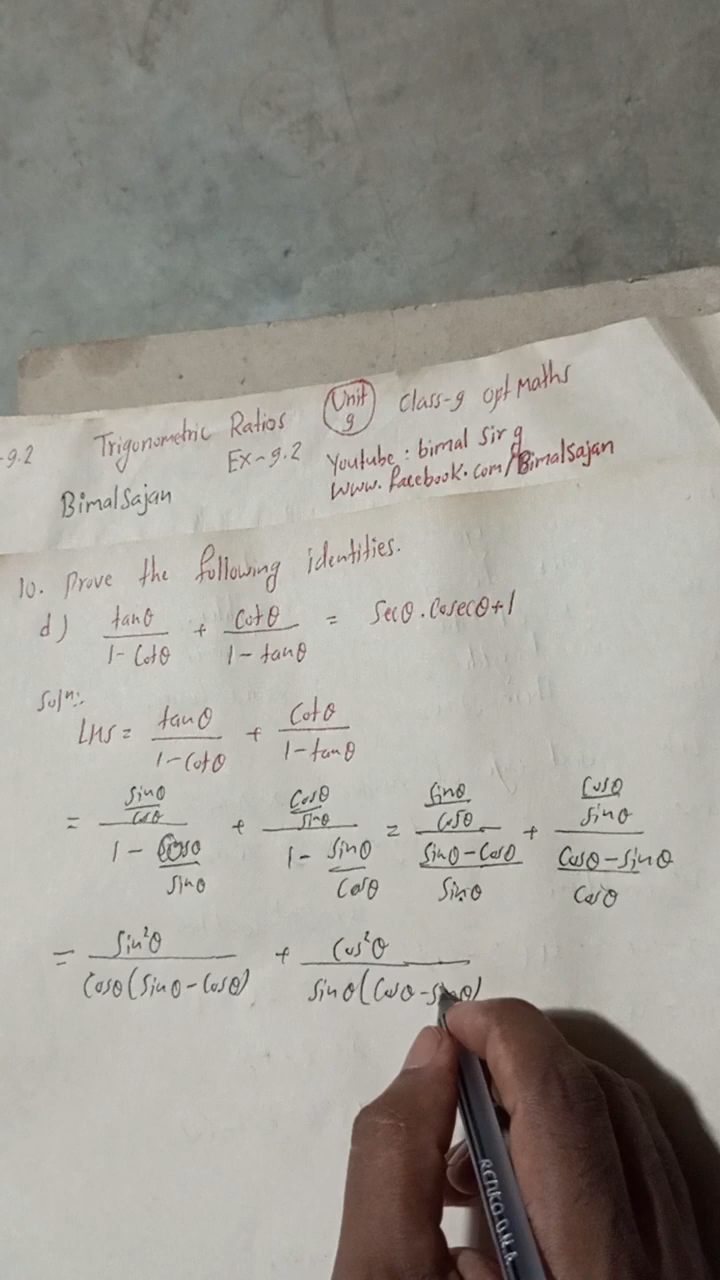 -9.2 Trigonometric Ratios Unit 9 Class-9 Opt Maths
Ex-9.2 Youtube: bimal Sir g
BimalSajan www.facebook.com/BimalSajan
10. Prove the following identities.
d) tanθ/(1-Cotθ) + Cotθ/(1-tanθ) = Secθ.Cosecθ+1
Soln:
LHS = tanθ/(1-Cotθ) + Cotθ/(1-tanθ)
= (Sinθ/Cosθ)/(1-Cosθ/Sinθ) + (Cosθ/Sinθ)/(1-Sinθ/Cosθ) = (Sinθ/Cosθ)/((Sinθ-Cosθ)/Sinθ) + (Cosθ/Sinθ)/((Cosθ-Sinθ)/Cosθ)
= Sin²θ/(Cosθ(Sinθ-Cosθ)) + Cos²θ/(Sinθ(Cosθ-Sinθ))
RENKO O.N.A